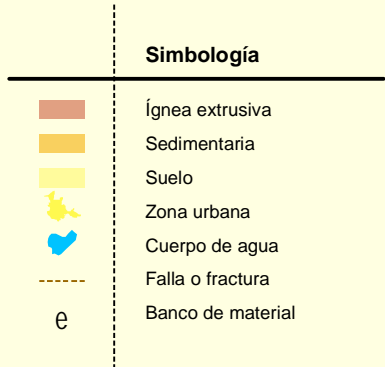 Simbología
Ígnea extrusiva
Sedimentaria
Suelo
Zona urbana
Cuerpo de agua
Falla o fractura
e Banco de material